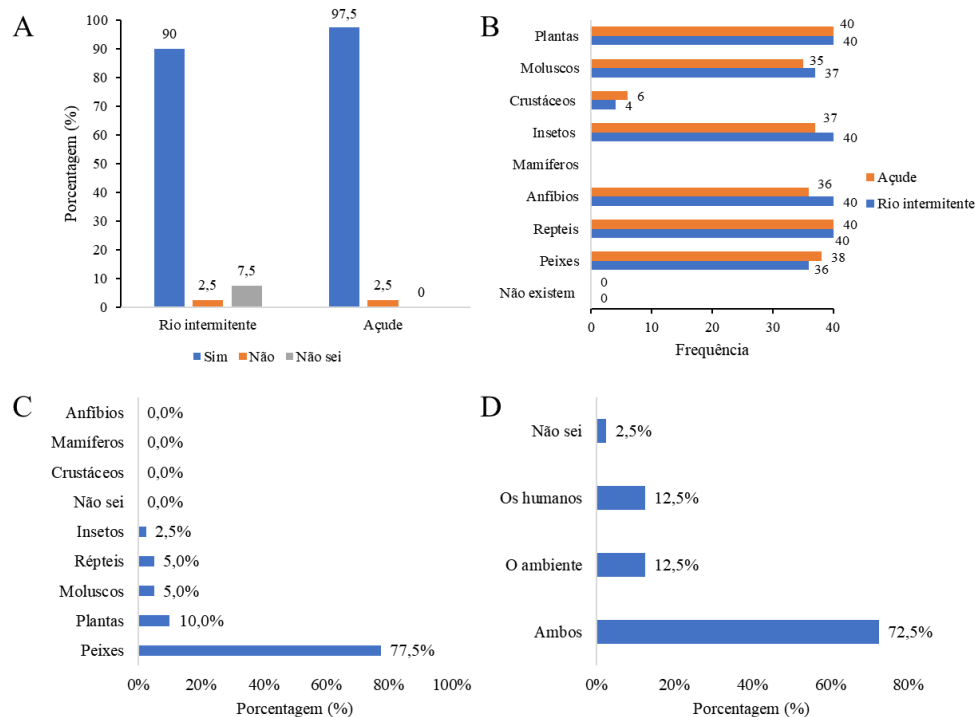 A
Porcentagem (%)
100
90
80
70
60
50
40
30
20
10
0
90
2,5
7,5
97,5
2,5
0
Rio intermitente
Açude
Sim
Não
Não sei
B
Plantas
40
40
Moluscos
35
37
Crustáceos
6
4
Insetos
37
40
Mamíferos
Anfíbios
36
40
Repteis
40
40
Peixes
38
36
Não existem
0
0
0
10
20
30
40
Frequência
Açude
Rio intermitente
C
Anfíbios
0,0%
Mamíferos
0,0%
Crustáceos
0,0%
Não sei
0,0%
Insetos
2,5%
Répteis
5,0%
Moluscos
5,0%
Plantas
10,0%
Peixes
77,5%
0%
20%
40%
60%
80%
100%
Porcentagem (%)
D
Não sei
2,5%
Os humanos
12,5%
O ambiente
12,5%
Ambos
72,5%
0%
20%
40%
60%
80%
Porcentagem (%)